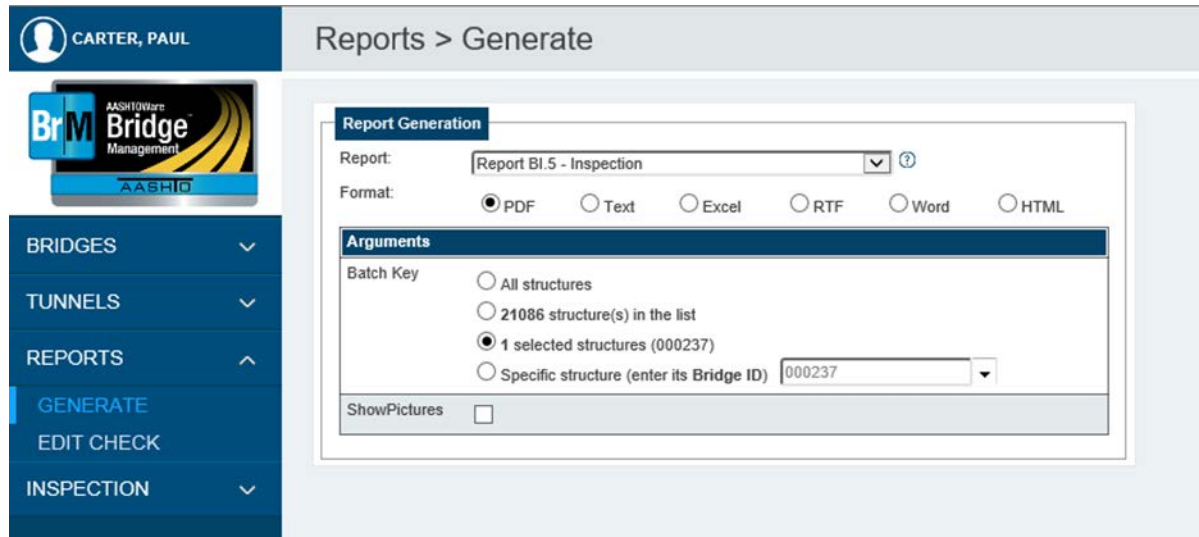 CARTER, PAUL
Reports > Generate
BrM
AASHTOWare
Bridge
Management
AASHTO
BRIDGES
TUNNELS
REPORTS
GENERATE
EDIT CHECK
INSPECTION
Report Generation
Report: Report BI.5 - Inspection ?
Format: PDF Text Excel RTF Word HTML
Arguments
Batch Key All structures
21086 structure(s) in the list
1 selected structures (000237)
Specific structure (enter its Bridge ID) 000237
ShowPictures